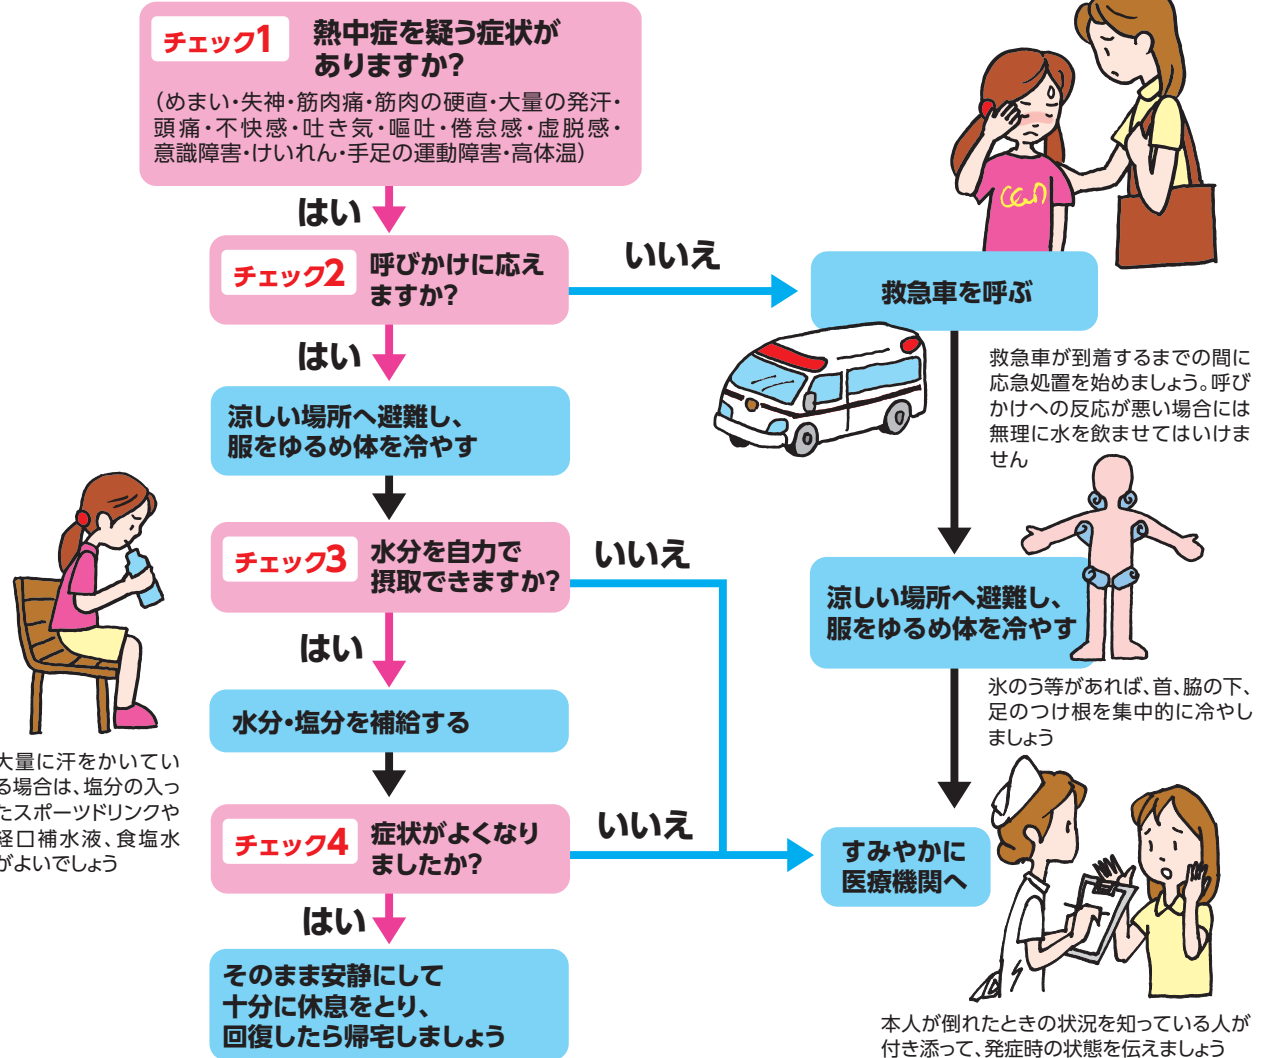 チェック1
熱中症を疑う症状が
ありますか?
(めまい・失神・筋肉痛・筋肉の硬直・大量の発汗・
頭痛・不快感・吐き気・嘔吐・倦怠感・虚脱感・
意識障害・けいれん・手足の運動障害・高体温)
はい
チェック2
呼びかけに応え
ますか?
いいえ
救急車を呼ぶ
救急車が到着するまでの間に
応急処置を始めましょう。呼び
かけへの反応が悪い場合には
無理に水を飲ませてはいけま
せん
はい
涼しい場所へ避難し、
服をゆるめ体を冷やす
チェック3
水分を自力で
摂取できますか?
いいえ
涼しい場所へ避難し、
服をゆるめ体を冷やす
氷のう等があれば、首、脇の下、
足のつけ根を集中的に冷やし
ましょう
はい
水分・塩分を補給する
大量に汗をかいてい
る場合は、塩分の入っ
たスポーツドリンクや
経口補水液、食塩水
がよいでしょう
チェック4
症状がよくなり
ましたか?
いいえ
すみやかに
医療機関へ
はい
そのまま安静にして
十分に休息をとり、
回復したら帰宅しましょう
本人が倒れたときの状況を知っている人が
付き添って、発症時の状態を伝えましょう